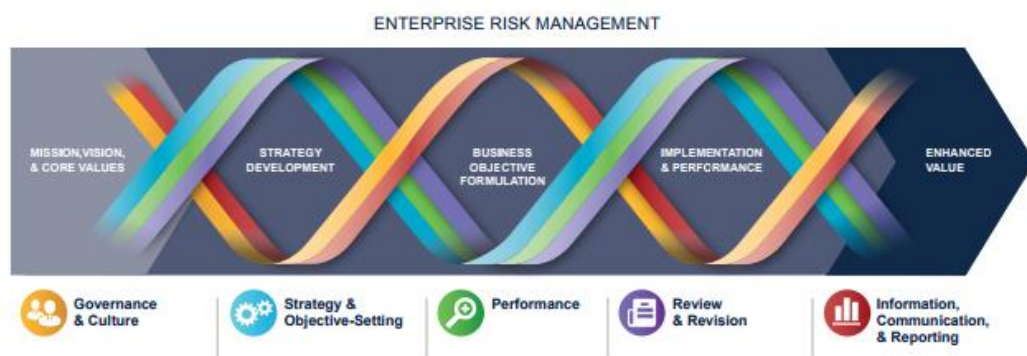 ENTERPRISE RISK MANAGEMENT
MISSION,VISION,
& CORE VALUES
STRATEGY
DEVELOPMENT
BUSINESS
OBJECTIVE
FORMULATION
IMPLEMENTATION
& PERFORMANCE
ENHANCED
VALUE
Governance
& Culture
Strategy &
Objective-Setting
Performance
Review
& Revision
Information,
Communication,
& Reporting